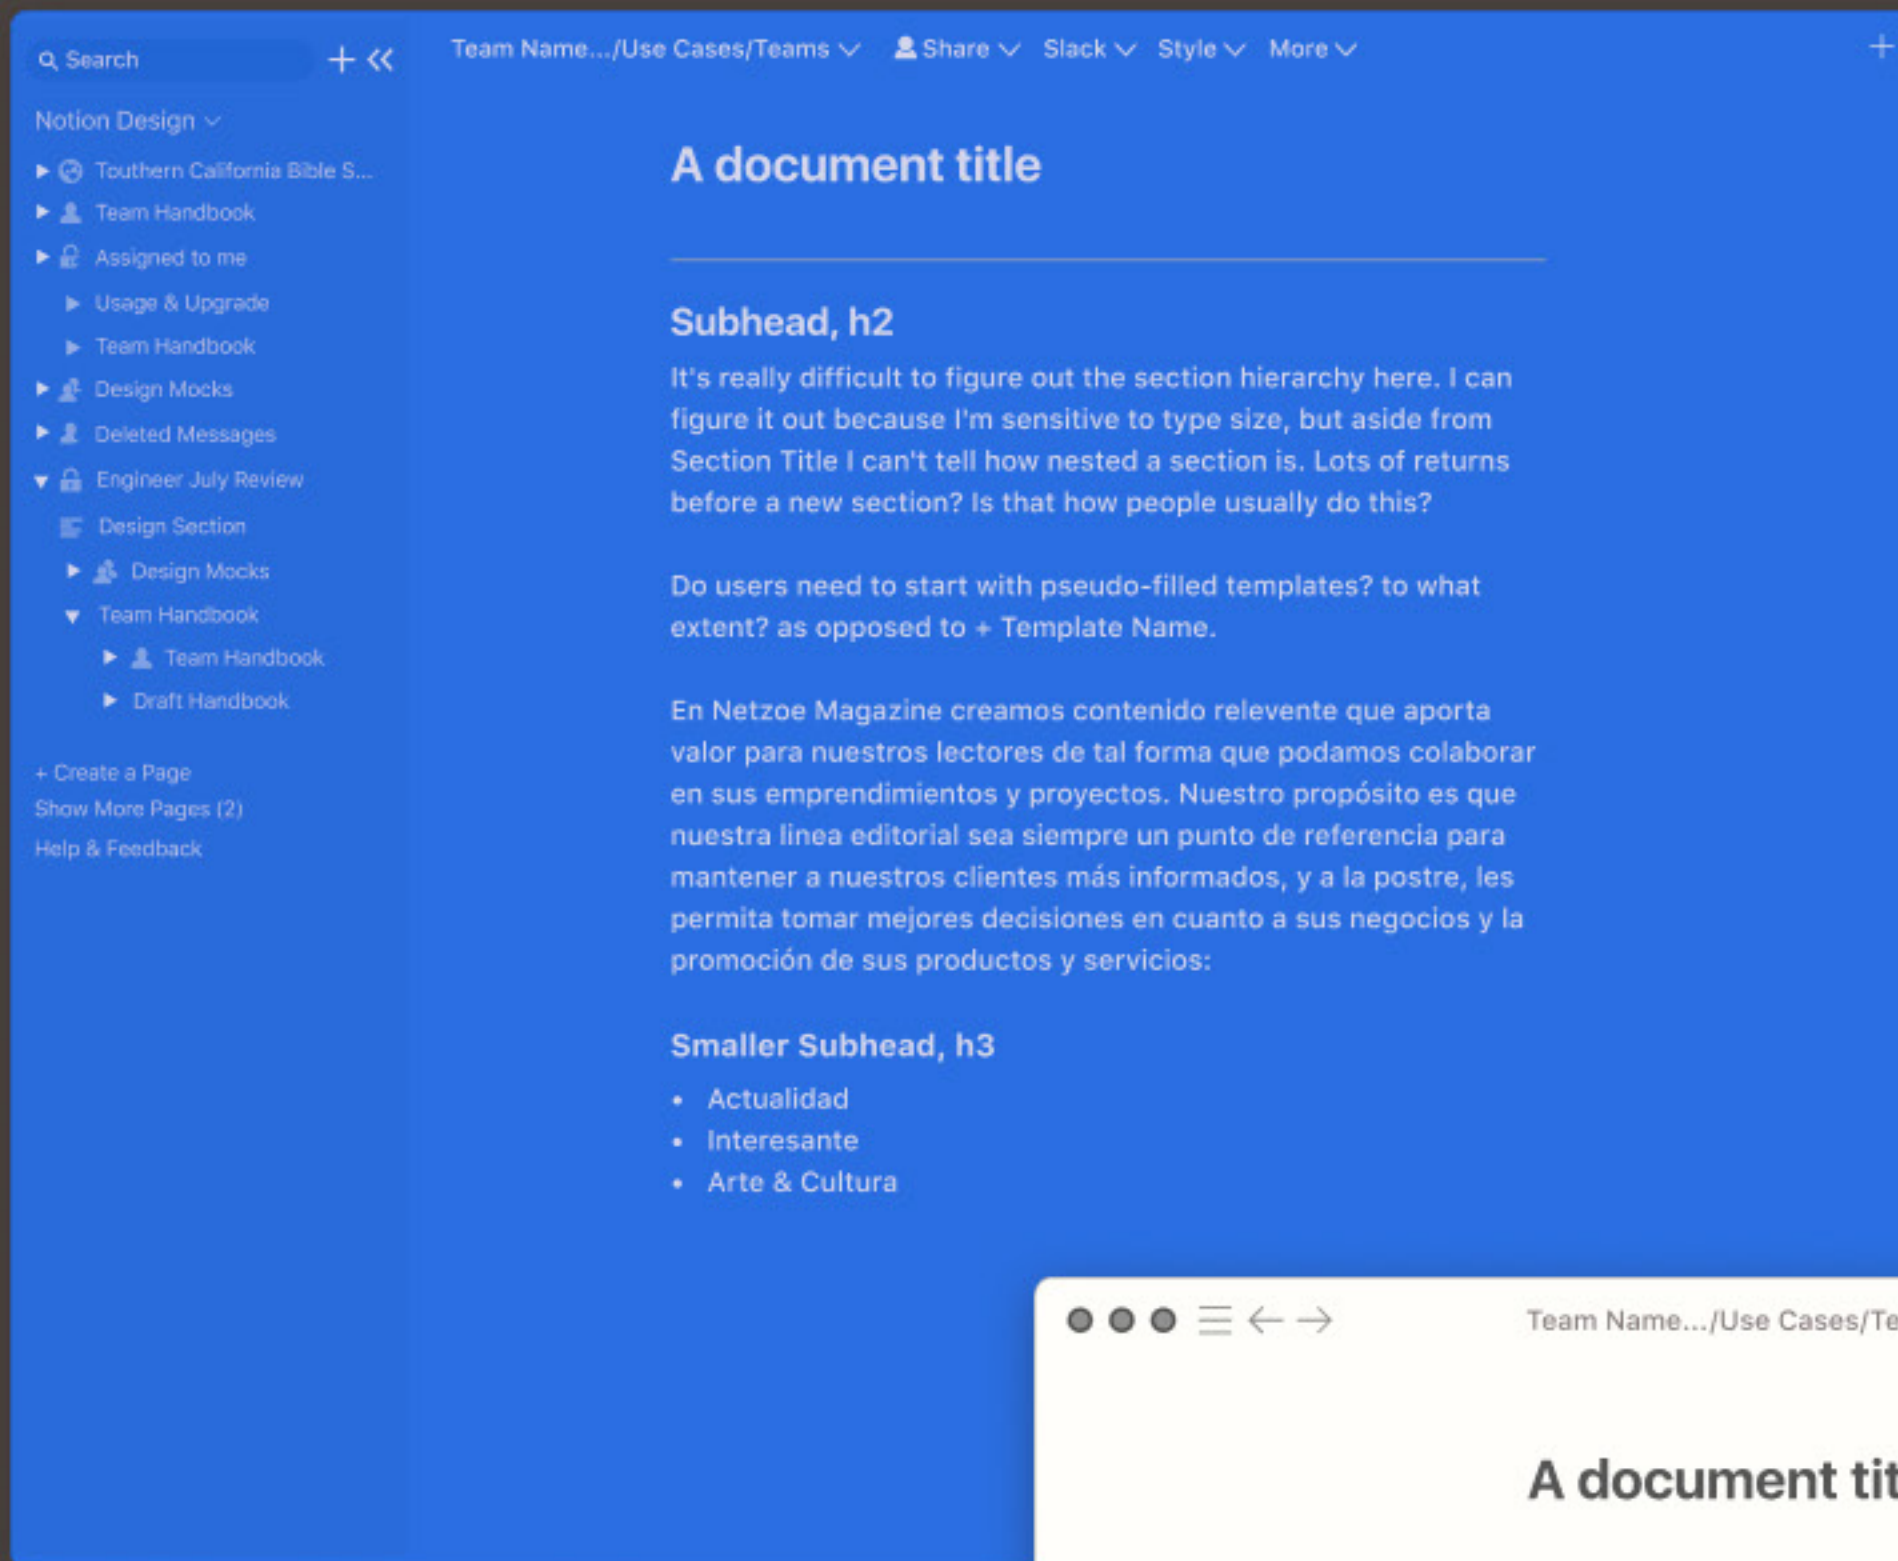 Search
Notion Design
Touthern California Bible S...
Team Handbook
Assigned to me
Usage & Upgrade
Team Handbook
Design Mocks
Deleted Messages
Engineer July Review
Design Section
Design Mocks
Team Handbook
Team Handbook
Draft Handbook
+ Create a Page
Show More Pages (2)
Help & Feedback
Team Name.../Use Cases/Teams Share Slack Style More
A document title
Subhead, h2
It's really difficult to figure out the section hierarchy here. I can
figure it out because I'm sensitive to type size, but aside from
Section Title I can't tell how nested a section is. Lots of returns
before a new section? Is that how people usually do this?
Do users need to start with pseudo-filled templates? to what
extent? as opposed to + Template Name.
En Netzoe Magazine creamos contenido relevente que aporta
valor para nuestros lectores de tal forma que podamos colaborar
en sus emprendimientos y proyectos. Nuestro propósito es que
nuestra linea editorial sea siempre un punto de referencia para
mantener a nuestros clientes más informados, y a la postre, les
permita tomar mejores decisiones en cuanto a sus negocios y la
promoción de sus productos y servicios:
Smaller Subhead, h3
• Actualidad
• Interesante
• Arte & Cultura
Team Name.../Use Cases/Te
A document tit